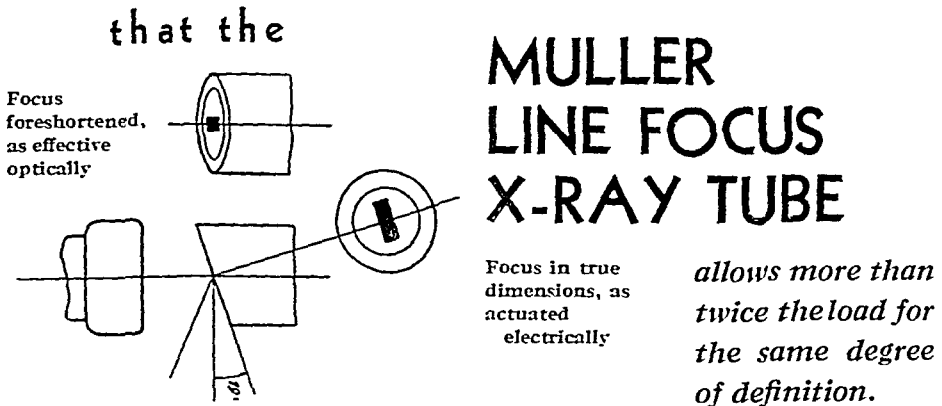 that the
MULLER
LINE FOCUS
X-RAY TUBE
Focus
foreshortened,
as effective
optically
Focus in true
dimensions, as
actuated
electrically
allows more than
twice the load for
the same degree
of definition.